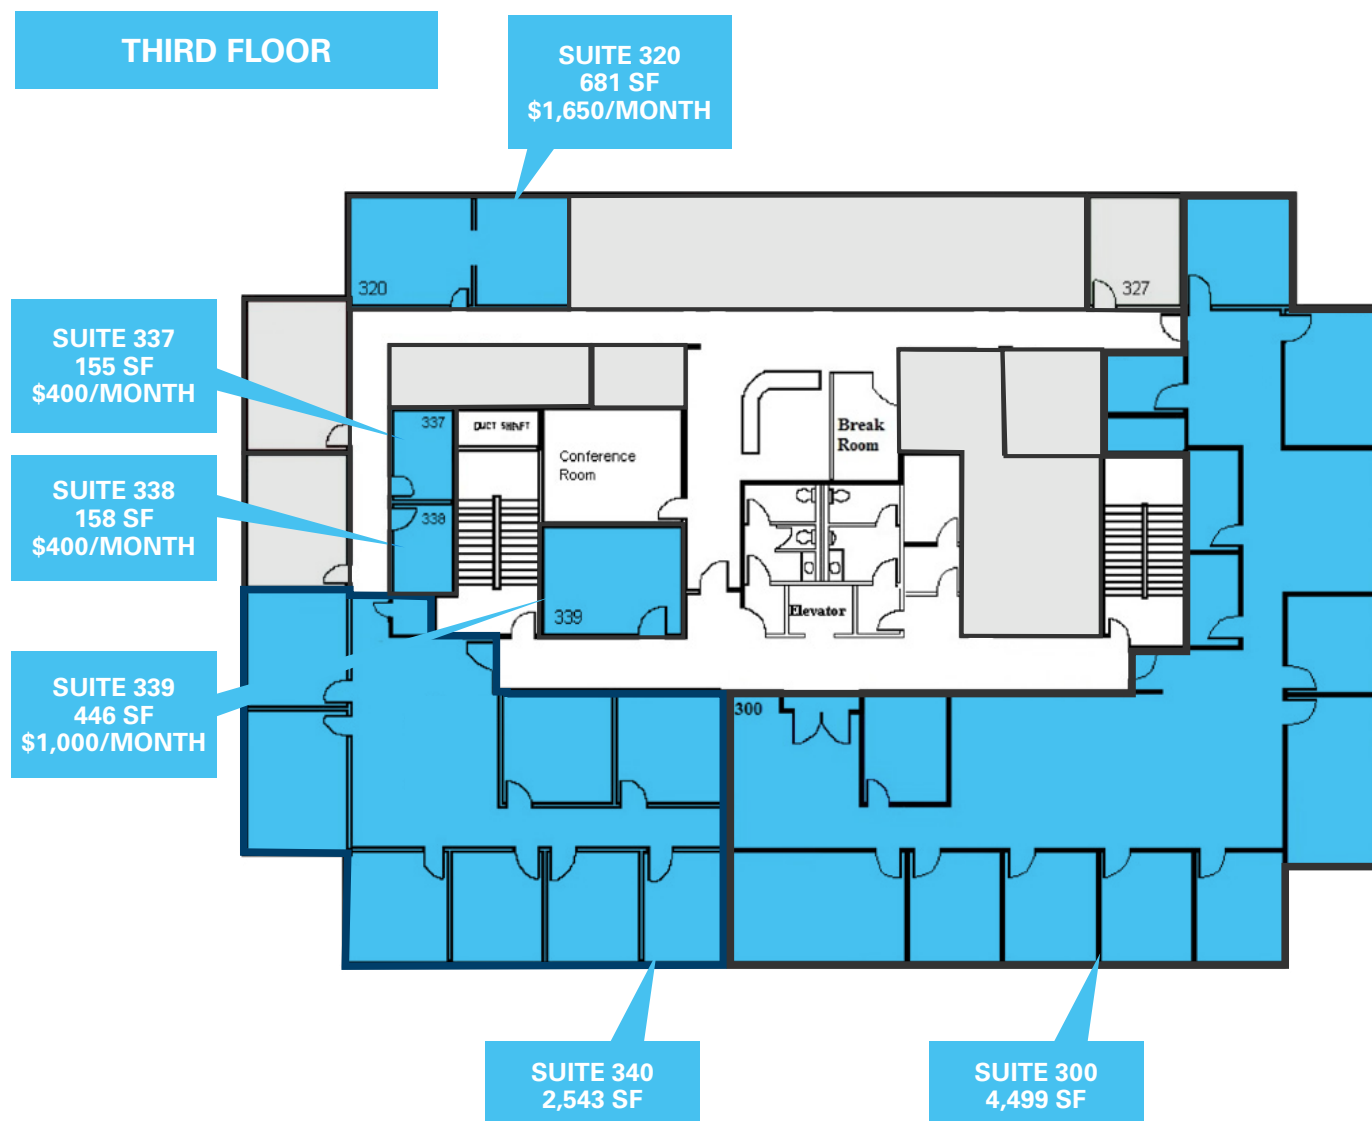 THIRD FLOOR
SUITE 320
681 SF
$1,650/MONTH
320
327
SUITE 337
155 SF
$400/MONTH
337
DUCT SHAFT
Conference
Room
Break
Room
SUITE 338
158 SF
$400/MONTH
338
339
Elevator
SUITE 339
446 SF
$1,000/MONTH
300
SUITE 340
2,543 SF
SUITE 300
4,499 SF